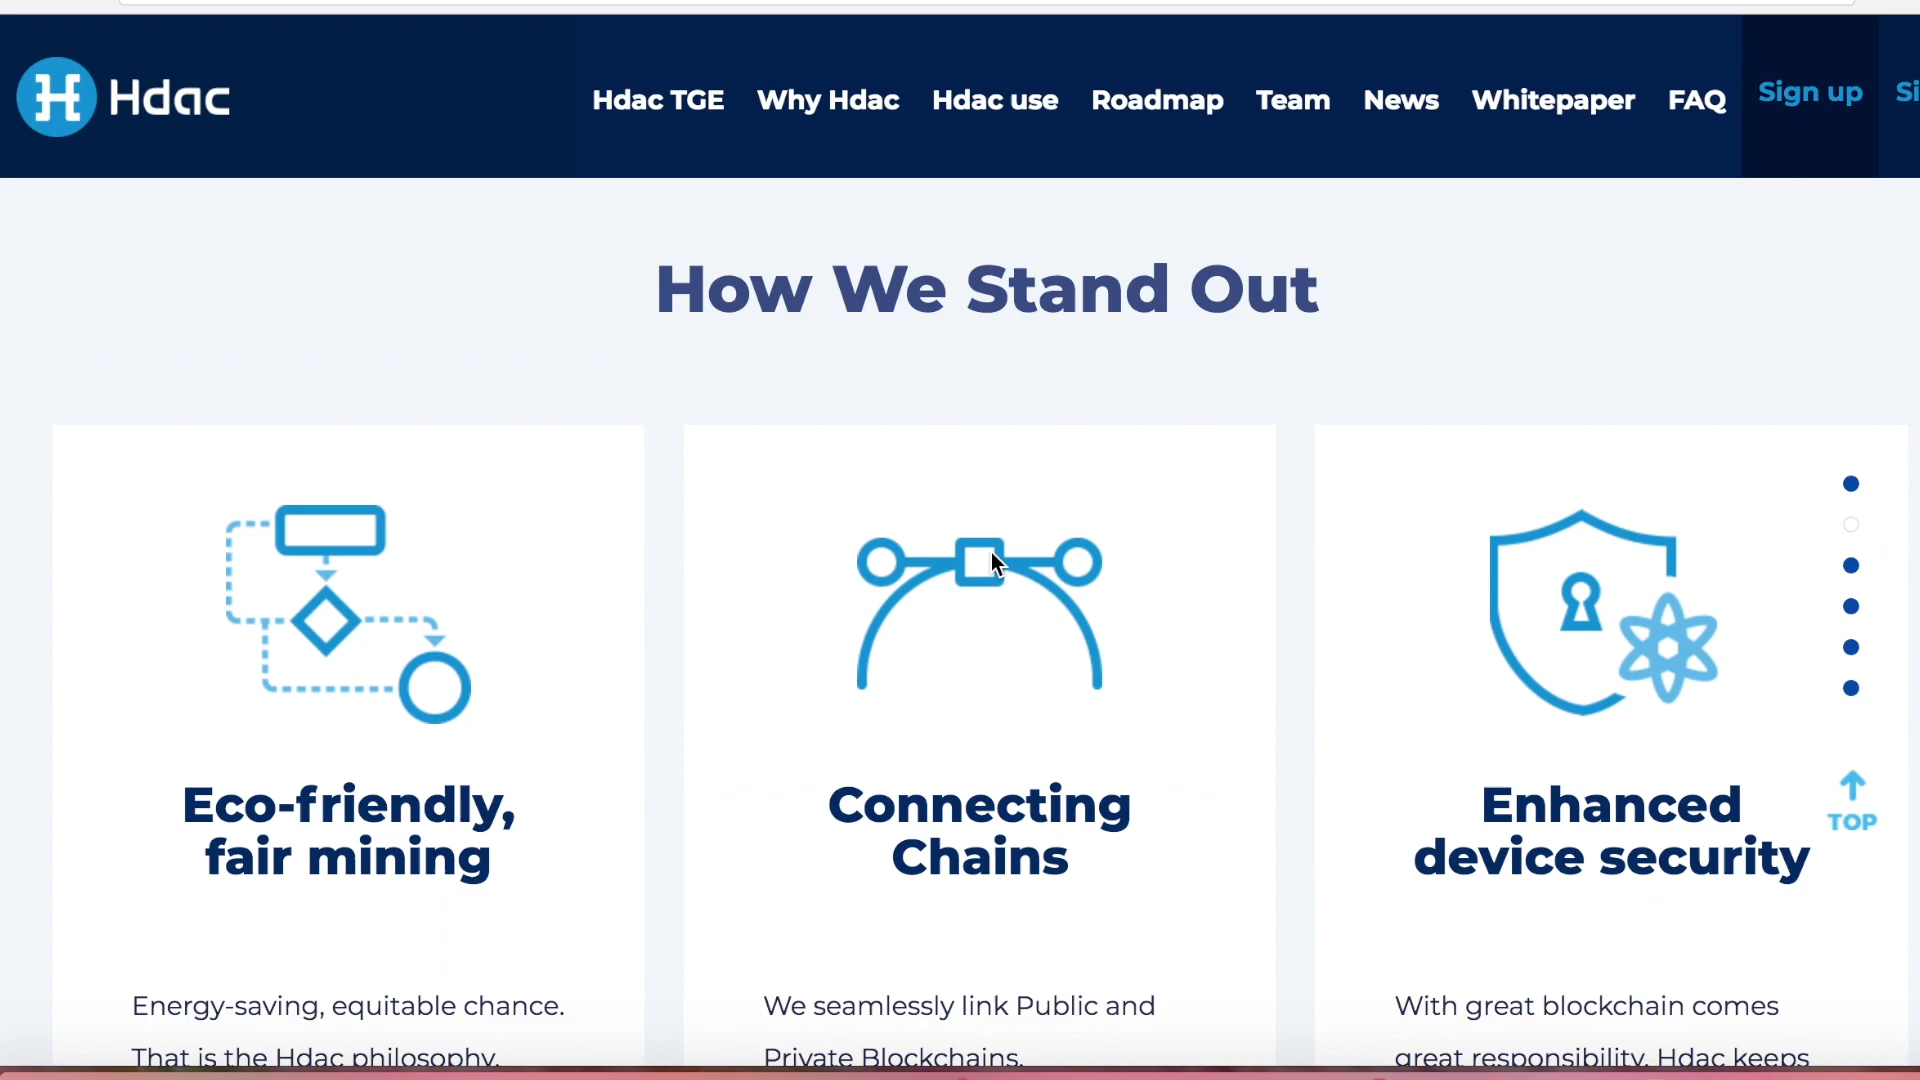 Hdac
Hdac TGE Why Hdac Hdac use Roadmap Team News Whitepaper FAQ Sign up
How We Stand Out
Eco-friendly,
fair mining
Connecting
Chains
Enhanced
device security
TOP
Energy-saving, equitable chance.
That is the Hdac philosophy.
We seamlessly link Public and
Private Blockchains.
With great blockchain comes
great responsibility. Hdac keeps